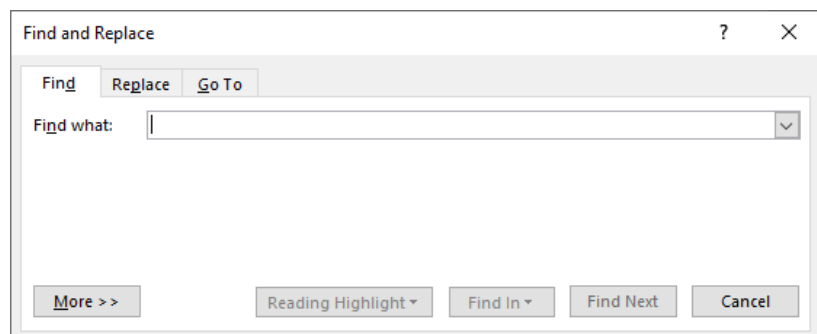 Find and Replace ?
Find Replace Go To
Find what:
More >> Reading Highlight Find In Find Next Cancel